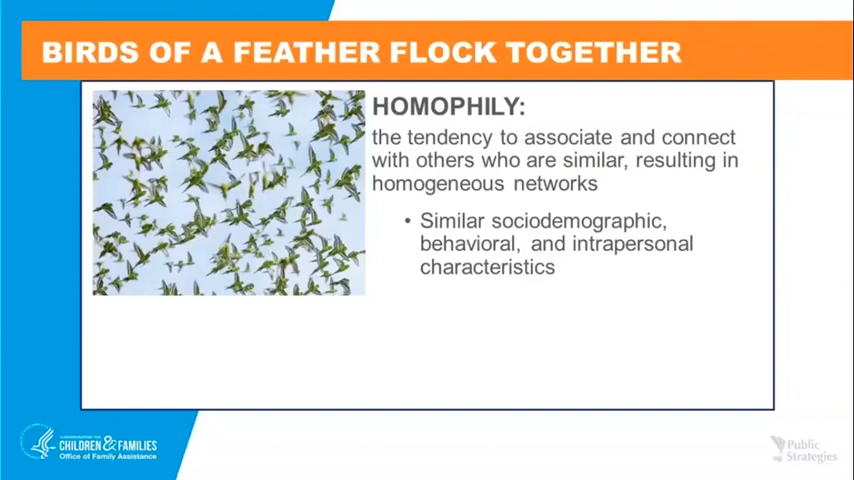 BIRDS OF A FEATHER FLOCK TOGETHER
HOMOPHILY:
the tendency to associate and connect
with others who are similar, resulting in
homogeneous networks
• Similar sociodemographic,
behavioral, and intrapersonal
characteristics
CHILDREN & FAMILIES
Office of Family Assistance
Public
Strategies